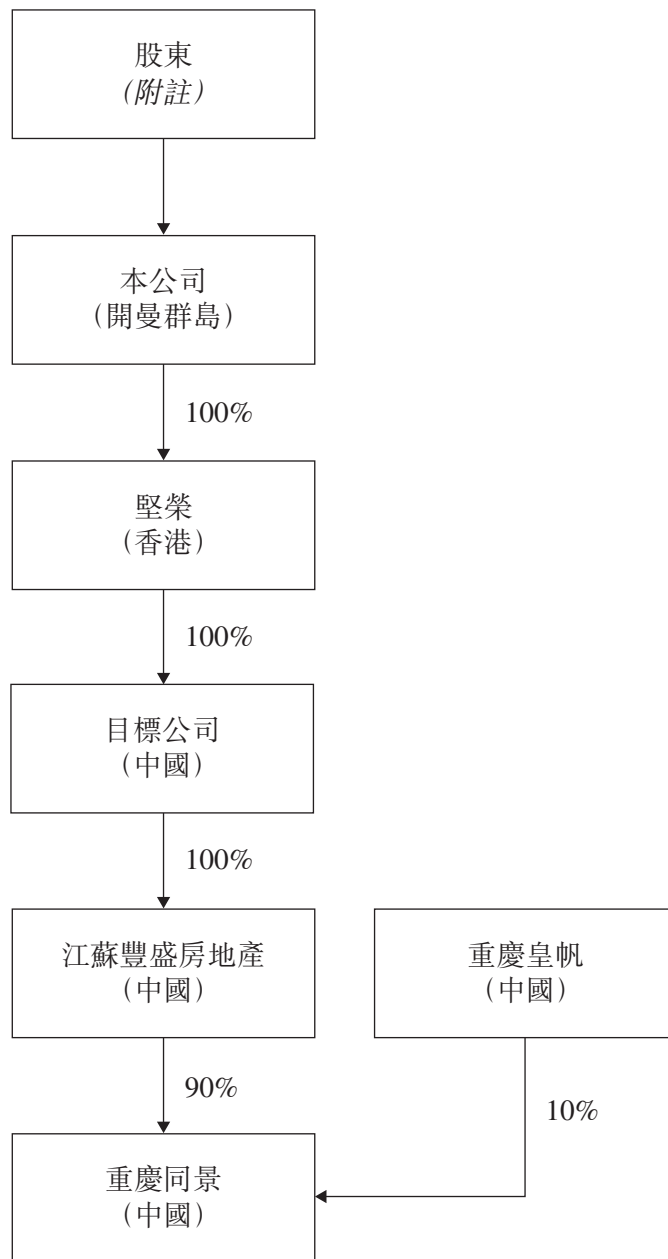 股東
（附註）
本公司
（開曼群島）
100%
堅榮
（香港）
100%
目標公司
（中國）
100%
江蘇豐盛房地產
（中國）
重慶皇帆
（中國）
90%
10%
重慶同景
（中國）